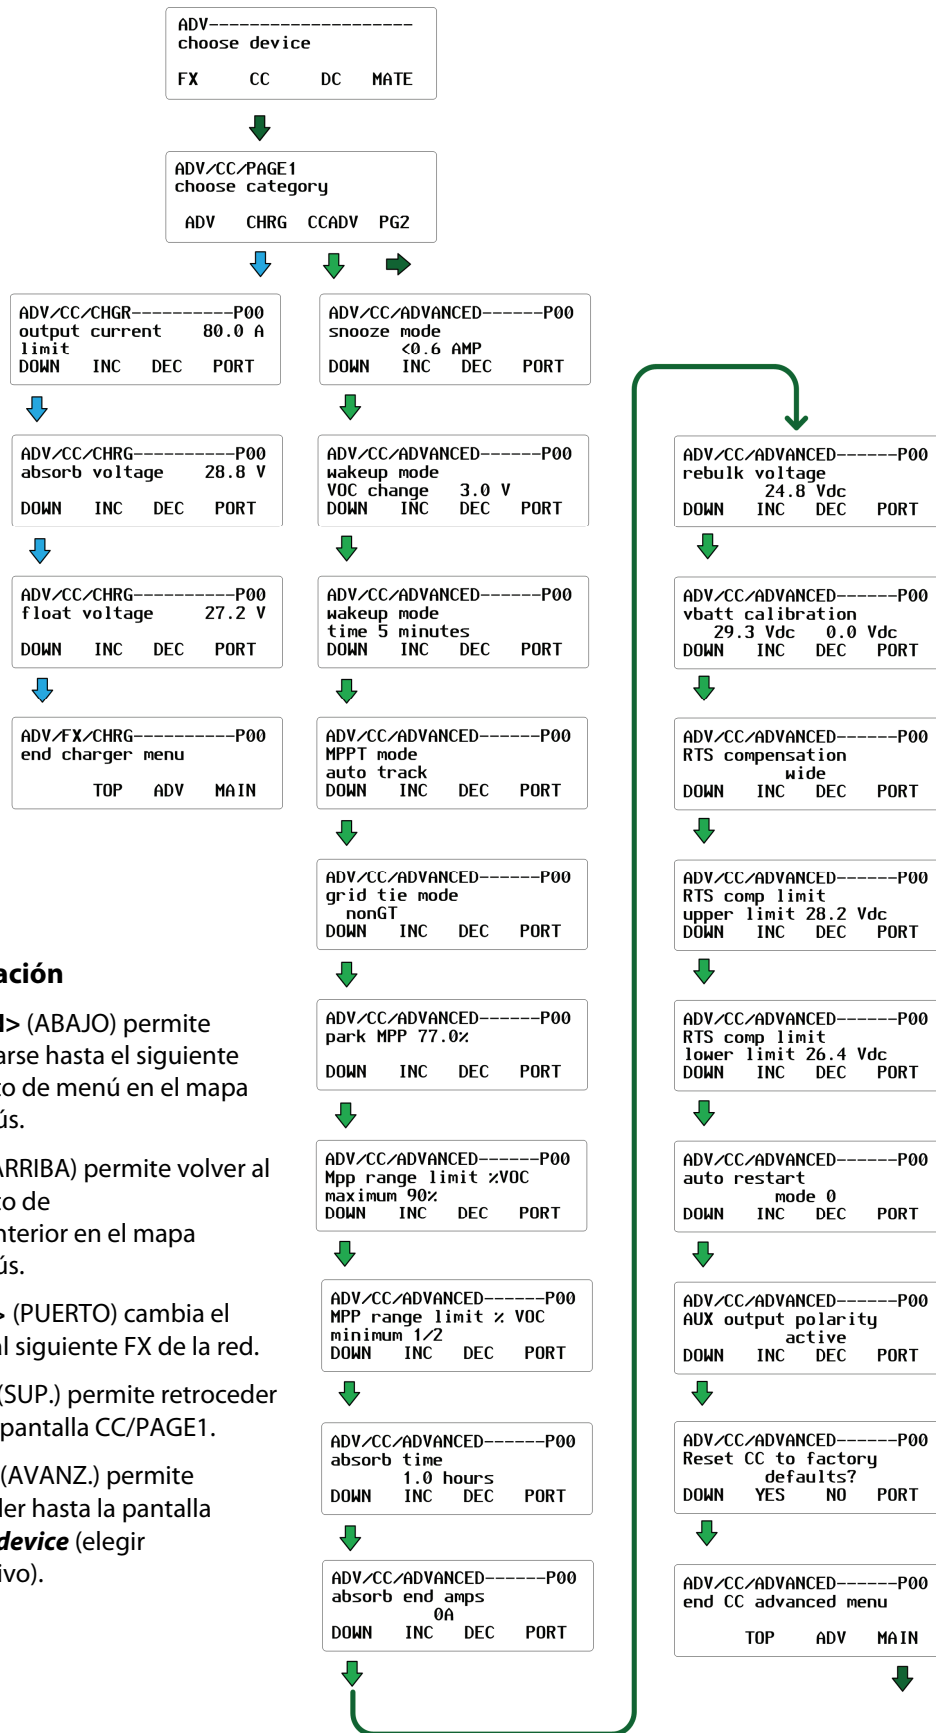 ADV--------------------
choose device
FX CC DC MATE
ADV/CC/PAGE1
choose category
ADV CHRG CCADV PG2
ADV/CC/CHGR----------P00
output current 80.0 A
limit
DOWN INC DEC PORT
ADV/CC/CHRG----------P00
absorb voltage 28.8 V
DOWN INC DEC PORT
ADV/CC/CHRG----------P00
float voltage 27.2 V
DOWN INC DEC PORT
ADV/FX/CHRG----------P00
end charger menu
TOP ADV MAIN
ación
(ABAJO) permite
arse hasta el siguiente
to de menú en el mapa
ús.
ARRIBA) permite volver al
to de
nterior en el mapa
ús.
> (PUERTO) cambia el
al siguiente FX de la red.
(SUP.) permite retroceder
pantalla CC/PAGE1.
(AVANZ.) permite
der hasta la pantalla
device (elegir
ivo).
ADV/CC/ADVANCED------P00
snooze mode
<0.6 AMP
DOWN INC DEC PORT
ADV/CC/ADVANCED------P00
wakeup mode
VOC change 3.0 V
DOWN INC DEC PORT
ADV/CC/ADVANCED------P00
wakeup mode
time 5 minutes
DOWN INC DEC PORT
ADV/CC/ADVANCED------P00
MPPT mode
auto track
DOWN INC DEC PORT
ADV/CC/ADVANCED------P00
grid tie mode
nonGT
DOWN INC DEC PORT
ADV/CC/ADVANCED------P00
park MPP 77.0%
DOWN INC DEC PORT
ADV/CC/ADVANCED------P00
Mpp range limit %VOC
maximum 90%
DOWN INC DEC PORT
ADV/CC/ADVANCED------P00
MPP range limit % VOC
minimum 1/2
DOWN INC DEC PORT
ADV/CC/ADVANCED------P00
absorb time
1.0 hours
DOWN INC DEC PORT
ADV/CC/ADVANCED------P00
absorb end amps
0A
DOWN INC DEC PORT
ADV/CC/ADVANCED------P00
rebulk voltage
24.8 Vdc
DOWN INC DEC PORT
ADV/CC/ADVANCED------P00
vbatt calibration
29.3 Vdc 0.0 Vdc
DOWN INC DEC PORT
ADV/CC/ADVANCED------P00
RTS compensation
wide
DOWN INC DEC PORT
ADV/CC/ADVANCED------P00
RTS comp limit
upper limit 28.2 Vdc
DOWN INC DEC PORT
ADV/CC/ADVANCED------P00
RTS comp limit
lower limit 26.4 Vdc
DOWN INC DEC PORT
ADV/CC/ADVANCED------P00
auto restart
mode 0
DOWN INC DEC PORT
ADV/CC/ADVANCED------P00
AUX output polarity
active
DOWN INC DEC PORT
ADV/CC/ADVANCED------P00
Reset CC to factory
defaults?
DOWN YES NO PORT
ADV/CC/ADVANCED------P00
end CC advanced menu
TOP ADV MAIN